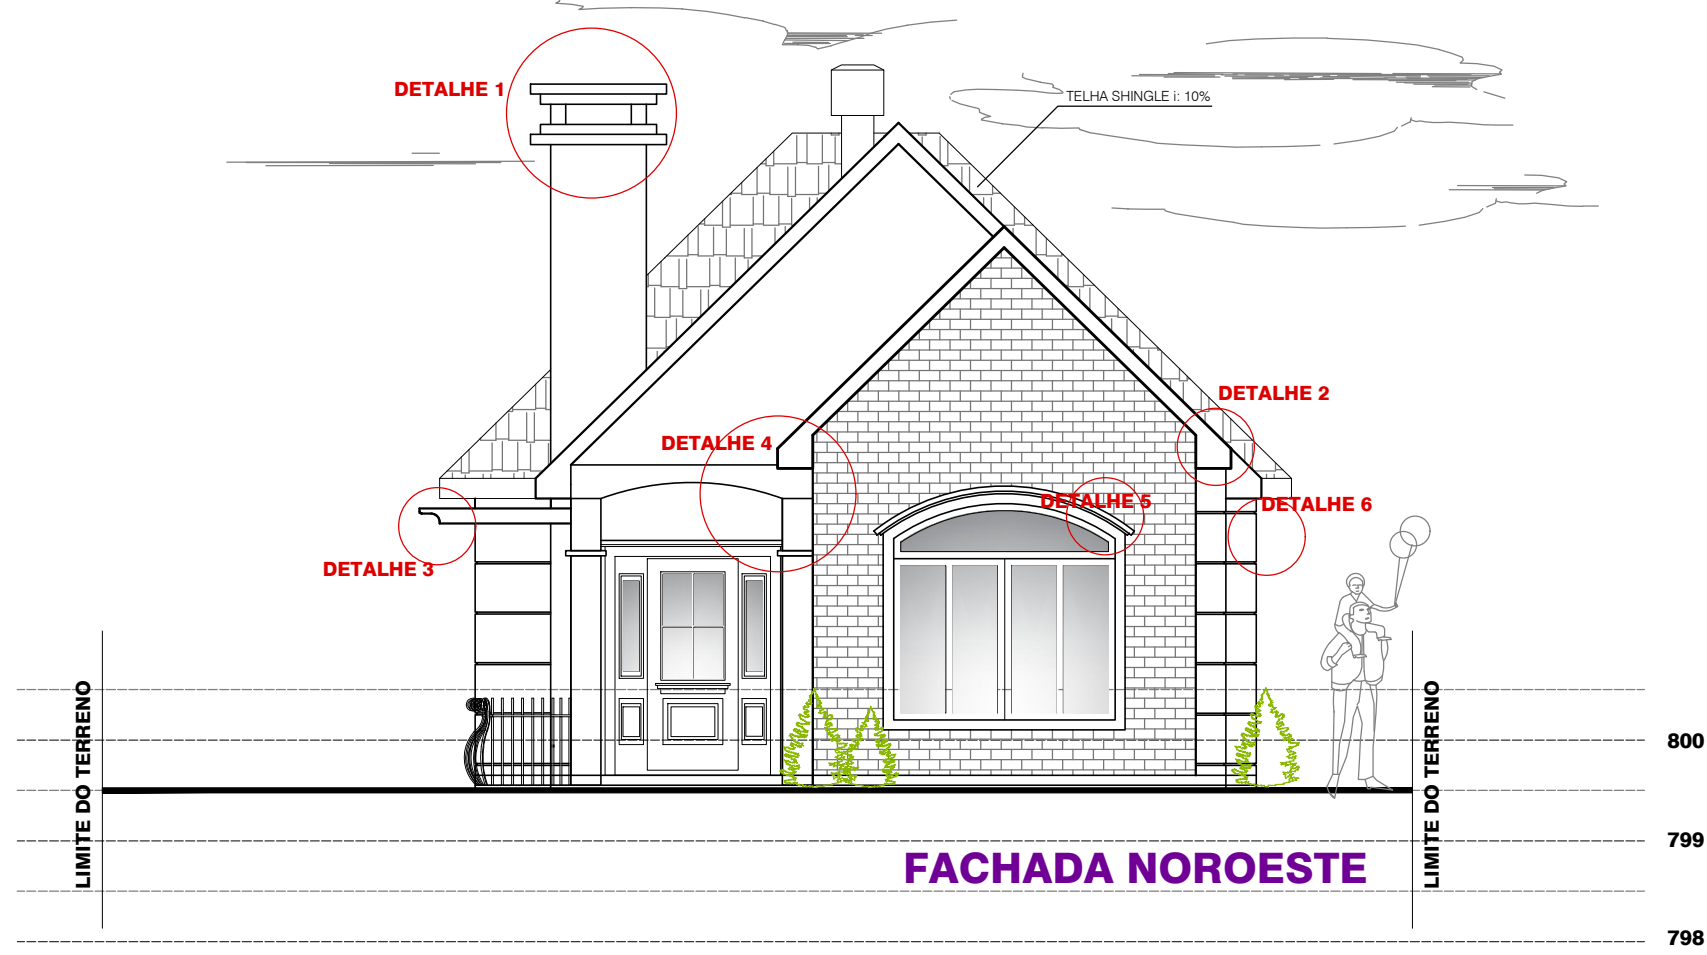 DETALHE 1
TELHA SHINGLE i: 10%
DETALHE 2
DETALHE 4
DETALHE 5
DETALHE 6
DETALHE 3
LIMITE DO TERRENO
LIMITE DO TERRENO
800
799
FACHADA NOROESTE
798